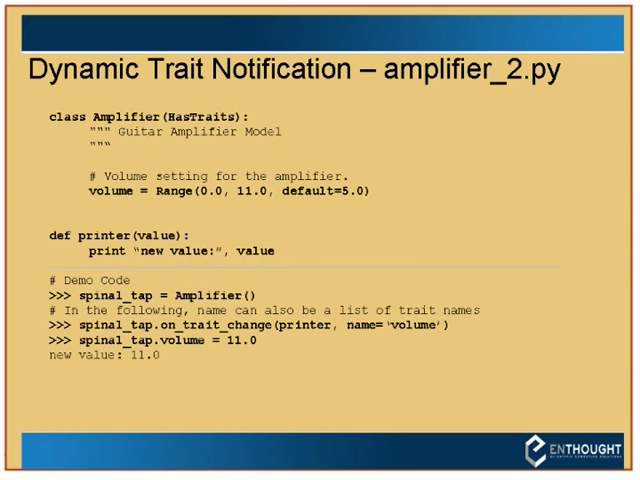 Dynamic Trait Notification – amplifier_2.py
class Amplifier(HasTraits):
""" Guitar Amplifier Model
"""
# Volume setting for the amplifier.
volume = Range(0.0, 11.0, default=5.0)
def printer(value):
print “new value:”, value
# Demo Code
>>> spinal_tap = Amplifier()
# In the following, name can also be a list of trait names
>>> spinal_tap.on_trait_change(printer, name=‘volume’)
>>> spinal_tap.volume = 11.0
new value: 11.0
ENTHOUGHT
SCIENTIFIC COMPUTING SOLUTIONS